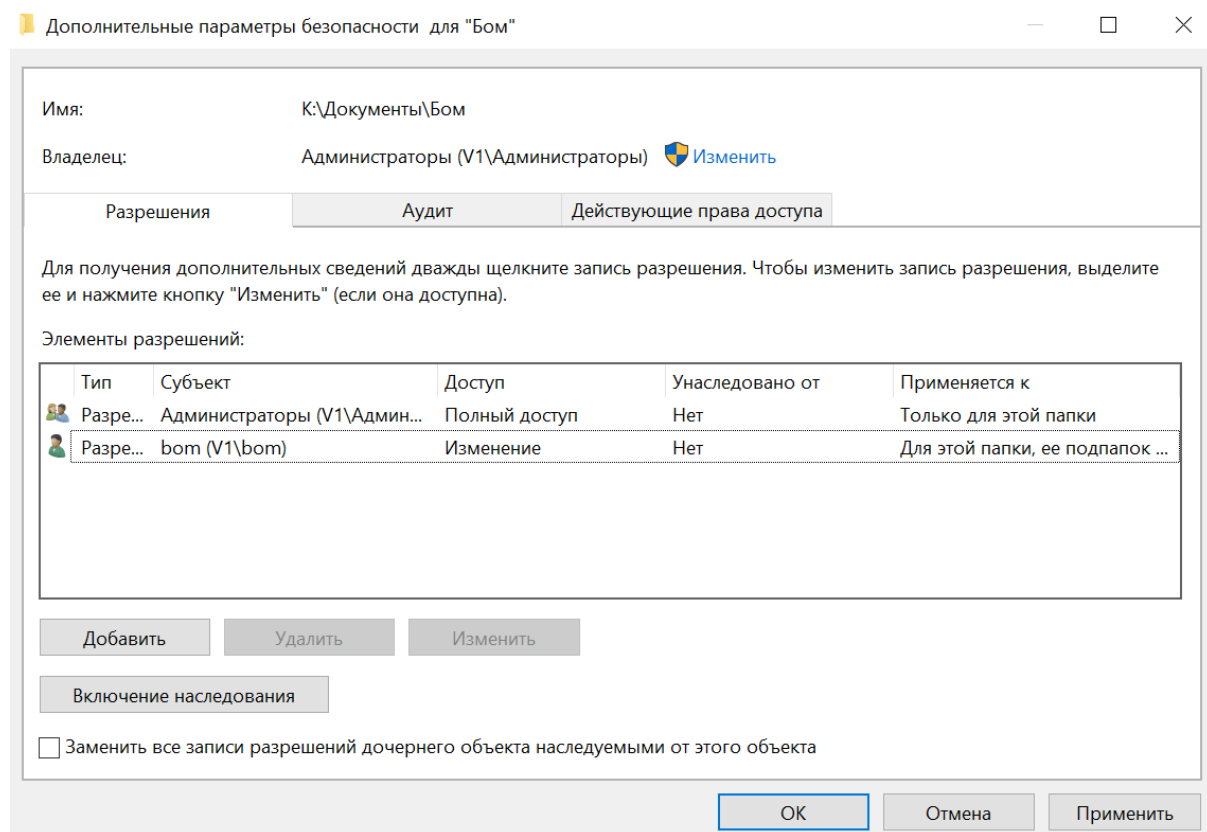 Дополнительные параметры безопасности для "Бом"
Имя: К:\Документы\Бом
Владелец: Администраторы (V1\Администраторы) Изменить
Разрешения Аудит Действующие права доступа
Для получения дополнительных сведений дважды щелкните запись разрешения. Чтобы изменить запись разрешения, выделите
ее и нажмите кнопку "Изменить" (если она доступна).
Элементы разрешений:
Тип Субъект Доступ Унаследовано от Применяется к
Разре... Администраторы (V1\Админ... Полный доступ Нет Только для этой папки
Разре... bom (V1\bom) Изменение Нет Для этой папки, ее подпапок ...
Добавить Удалить Изменить
Включение наследования
Заменить все записи разрешений дочернего объекта наследуемыми от этого объекта
ОК Отмена Применить